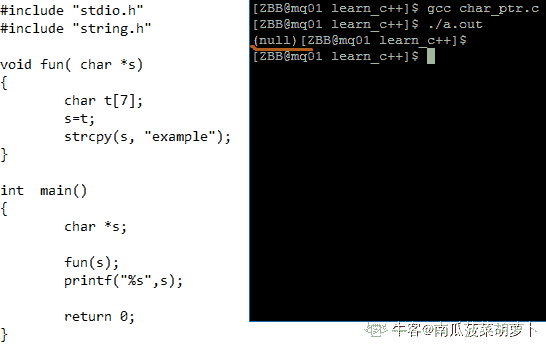 #include "stdio.h"
#include "string.h"
void fun( char *s)
{
char t[7];
s=t;
strcpy(s, "example");
}
int  main()
{
char *s;
fun(s);
printf("%s",s);
return 0;
}
[ZBB@mq01 learn_c++]$ gcc char_ptr.c
[ZBB@mq01 learn_c++]$ ./a.out
(null)[ZBB@mq01 learn_c++]$
[ZBB@mq01 learn_c++]$
牛客@南瓜菠菜胡萝卜